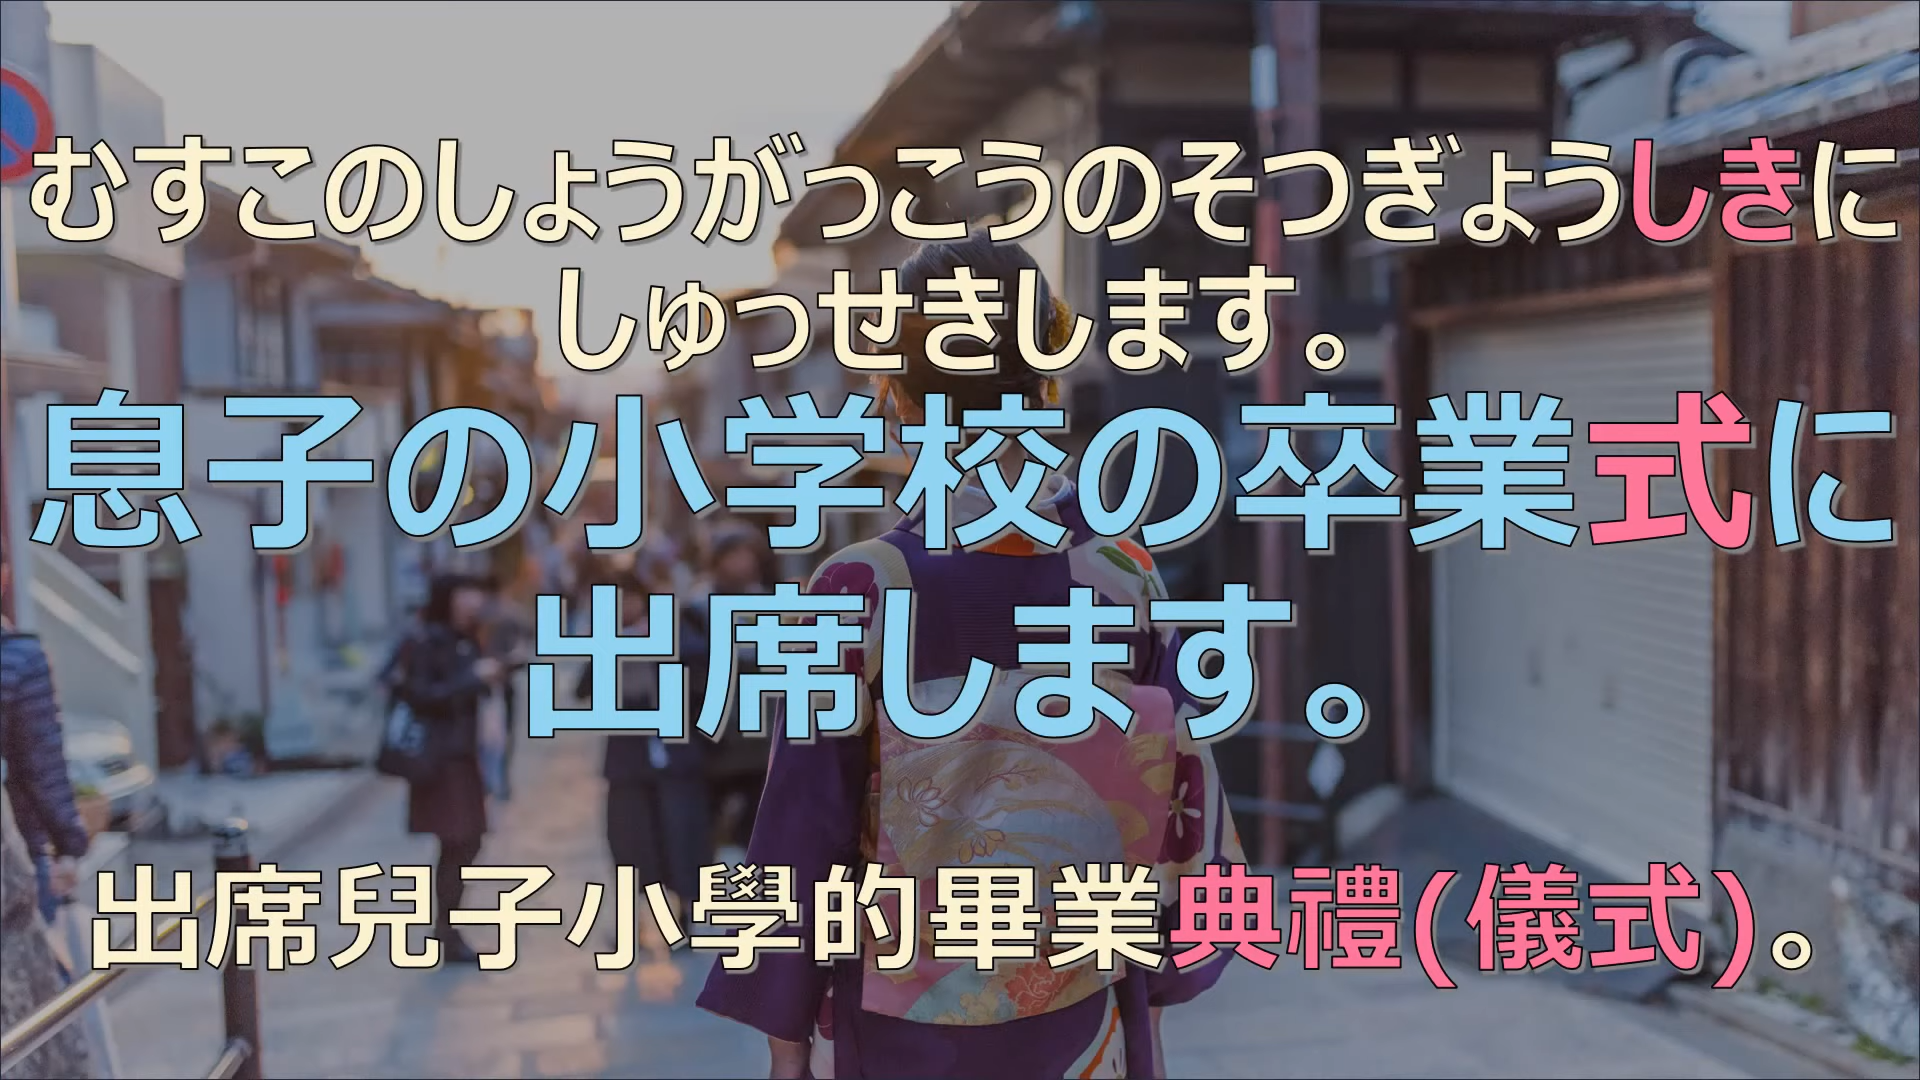 むすこのしょうがっこうのそつぎょうしきに
しゅっせきします。
息子の小学校の卒業式に
出席します。
出席兒子小學的畢業典禮(儀式)。